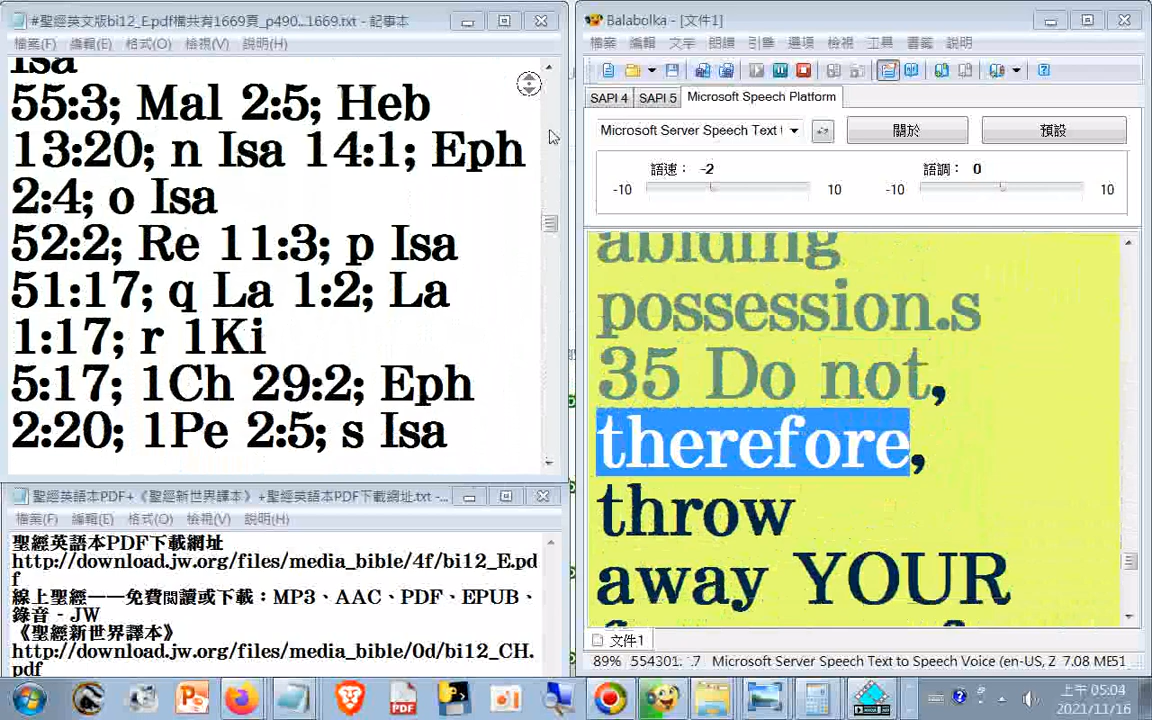 #聖經英文版bi12_E.pdf檔共有1669頁_p490...1669.txt - 記事本
檔案(F) 編輯(E) 格式(O) 檢視(V) 說明(H)
Isa
55:3; Mal 2:5; Heb
13:20; n Isa 14:1; Eph
2:4; o Isa
52:2; Re 11:3; p Isa
51:17; q La 1:2; La
1:17; r 1Ki
5:17; 1Ch 29:2; Eph
2:20; 1Pe 2:5; s Isa
聖經英語本PDF+《聖經新世界譯本》+聖經英語本PDF下載網址.txt -...
檔案(F) 編輯(E) 格式(O) 檢視(V) 說明(H)
聖經英語本PDF下載網址
http://download.jw.org/files/media_bible/4f/bi12_E.pd
f
線上聖經——免費閱讀或下載：MP3、AAC、PDF、EPUB、
錄音 - JW
《聖經新世界譯本》
http://download.jw.org/files/media_bible/0d/bi12_CH.
pdf
Balabolka - [文件1]
檔案 編輯 文字 朗讀 引擎 選項 檢視 工具 書籤 說明
SAPI 4 SAPI 5 Microsoft Speech Platform
Microsoft Server Speech Text 關於 預設
語速： -2 語調： 0
-10 10 -10 10
abiding
possession.s
35 Do not,
therefore,
throw
away YOUR
文件1
89% 554301. .7 Microsoft Server Speech Text to Speech Voice (en-US, Z 7.08 ME51
PDF
上午 05:04
2021/11/16